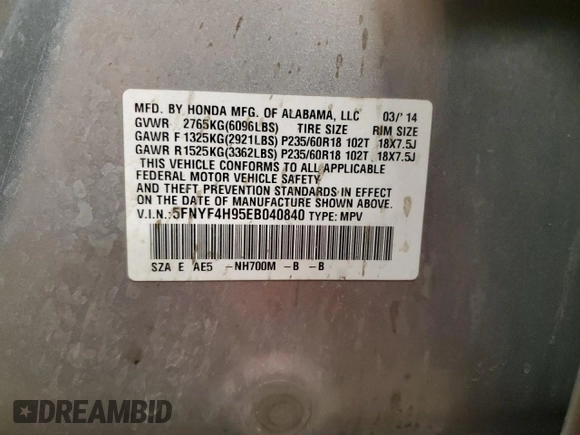 MFD. BY HONDA MFG. OF ALABAMA, LLC 03/'14
GVWR 2765KG(6096LBS) TIRE SIZE RIM SIZE
GAWR F 1325KG(2921LBS) P235/60R18 102T 18X7.5J
GAWR R 1525KG(3362LBS) P235/60R18 102T 18X7.5J
THIS VEHICLE CONFORMS TO ALL APPLICABLE
FEDERAL MOTOR VEHICLE SAFETY
AND THEFT PREVENTION STANDARDS IN EFFECT
ON THE DATE OF MANUFACTURE SHOWN ABOVE.
V.I.N.:5FNYF4H95EB040840 TYPE: MPV
SZA E AE5 -NH700M -B -B
DREAMBID